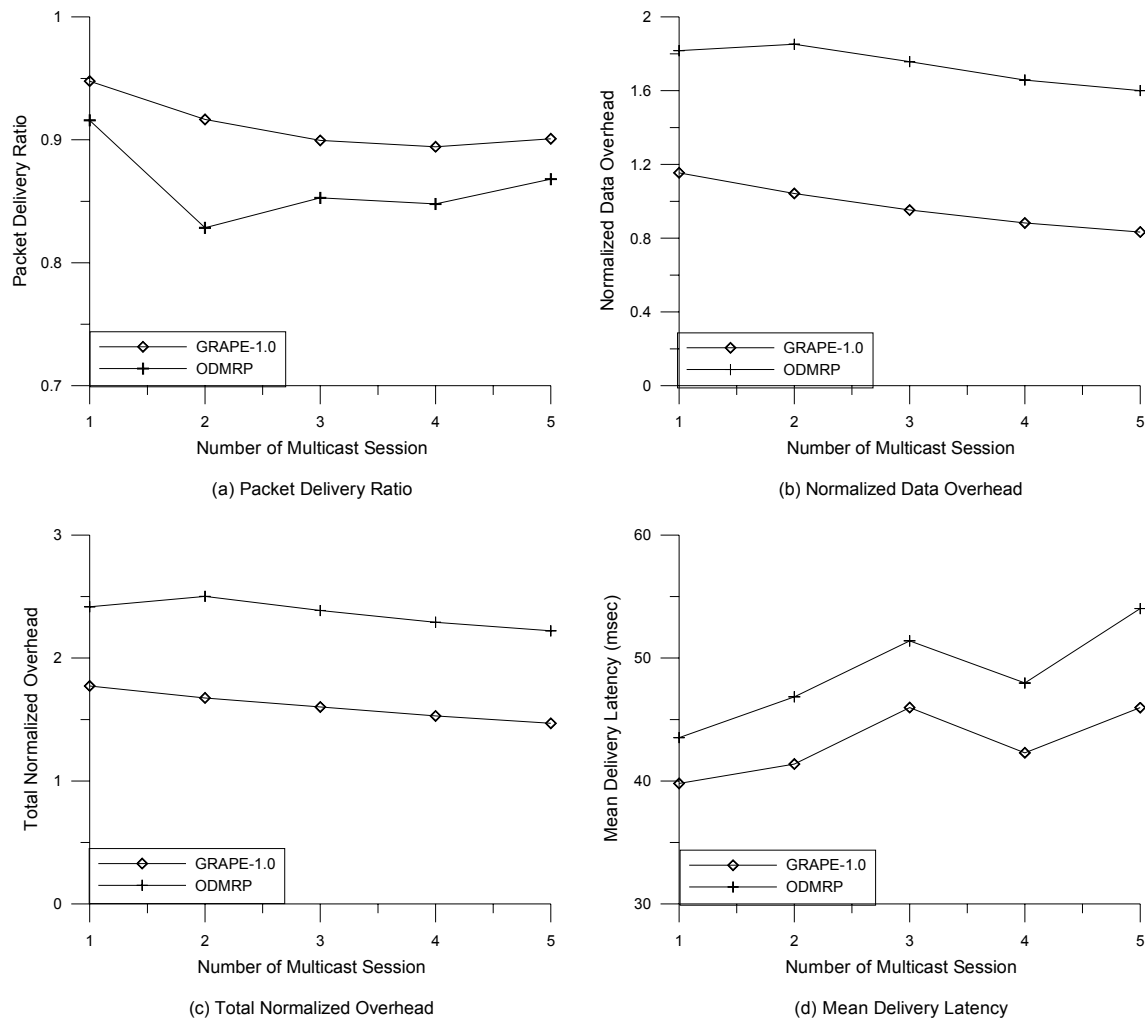 1
0.9
0.8
0.7
Packet Delivery Ratio
GRAPE-1.0
ODMRP
1 2 3 4 5
Number of Multicast Session
(a) Packet Delivery Ratio
2
1.6
1.2
0.8
0.4
0
Normalized Data Overhead
GRAPE-1.0
ODMRP
1 2 3 4 5
Number of Multicast Session
(b) Normalized Data Overhead
3
2
1
0
Total Normalized Overhead
GRAPE-1.0
ODMRP
1 2 3 4 5
Number of Multicast Session
(c) Total Normalized Overhead
60
50
40
30
Mean Delivery Latency (msec)
GRAPE-1.0
ODMRP
1 2 3 4 5
Number of Multicast Session
(d) Mean Delivery Latency